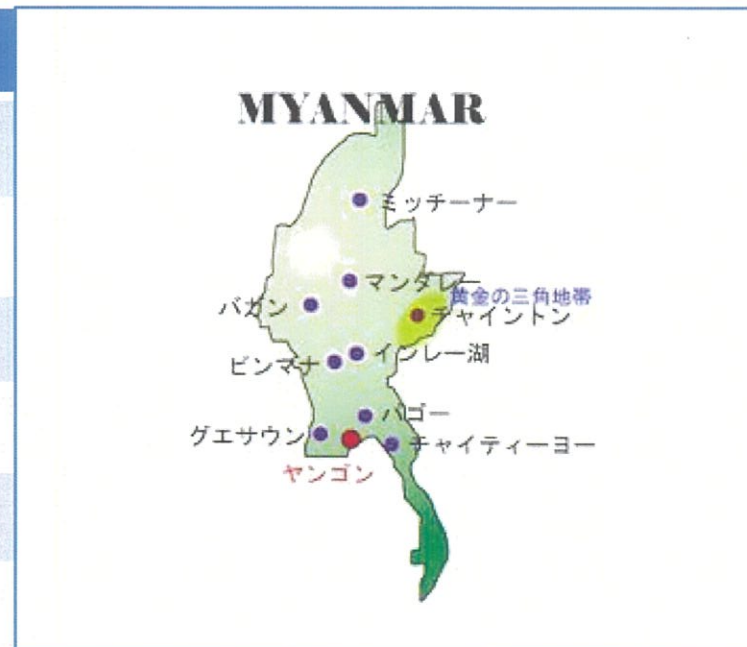 MYANMAR
ミッチーナー
マンダレー
黄金の三角地帯
バガン
チャイントン
インレー湖
ピンマナ
バゴー
グエサウン
チャイティーヨー
ヤンゴン